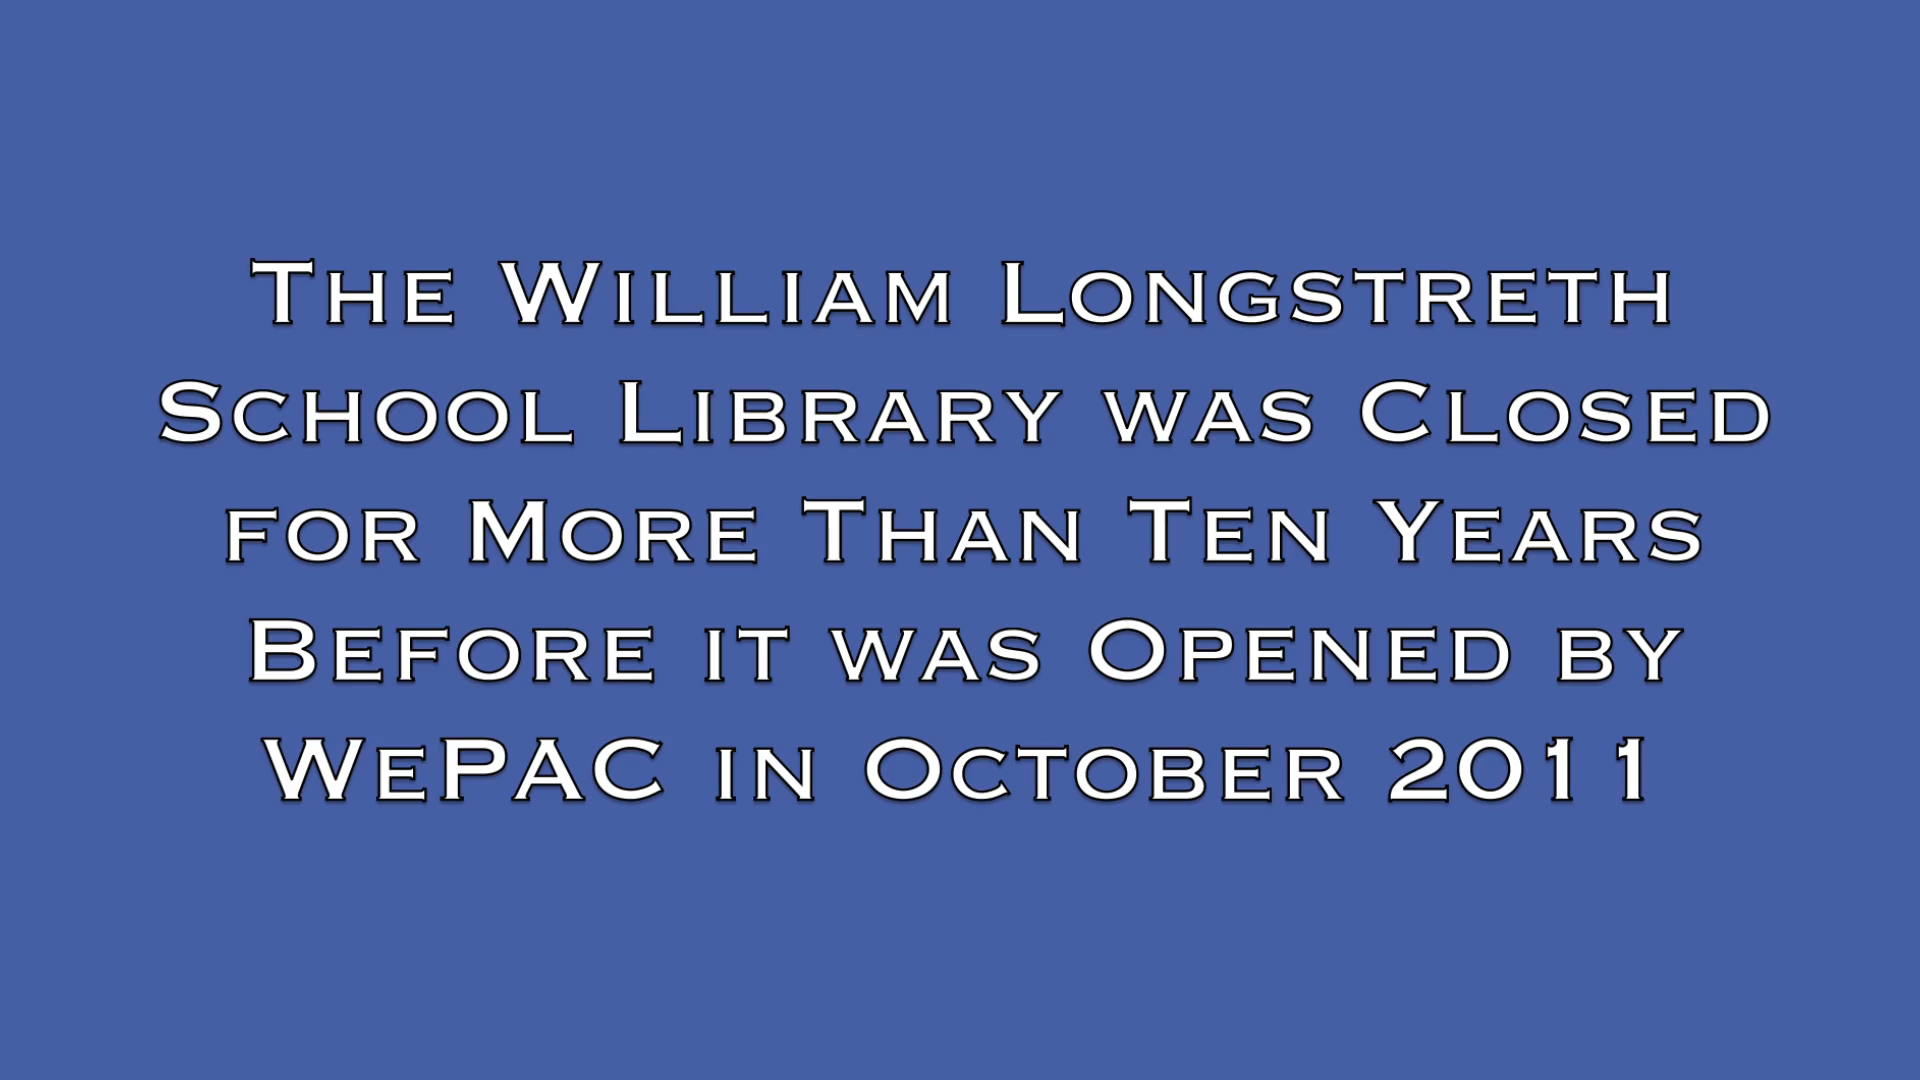 The William Longstreth
School Library was Closed
for More Than Ten Years
Before it was Opened by
WePAC in October 2011